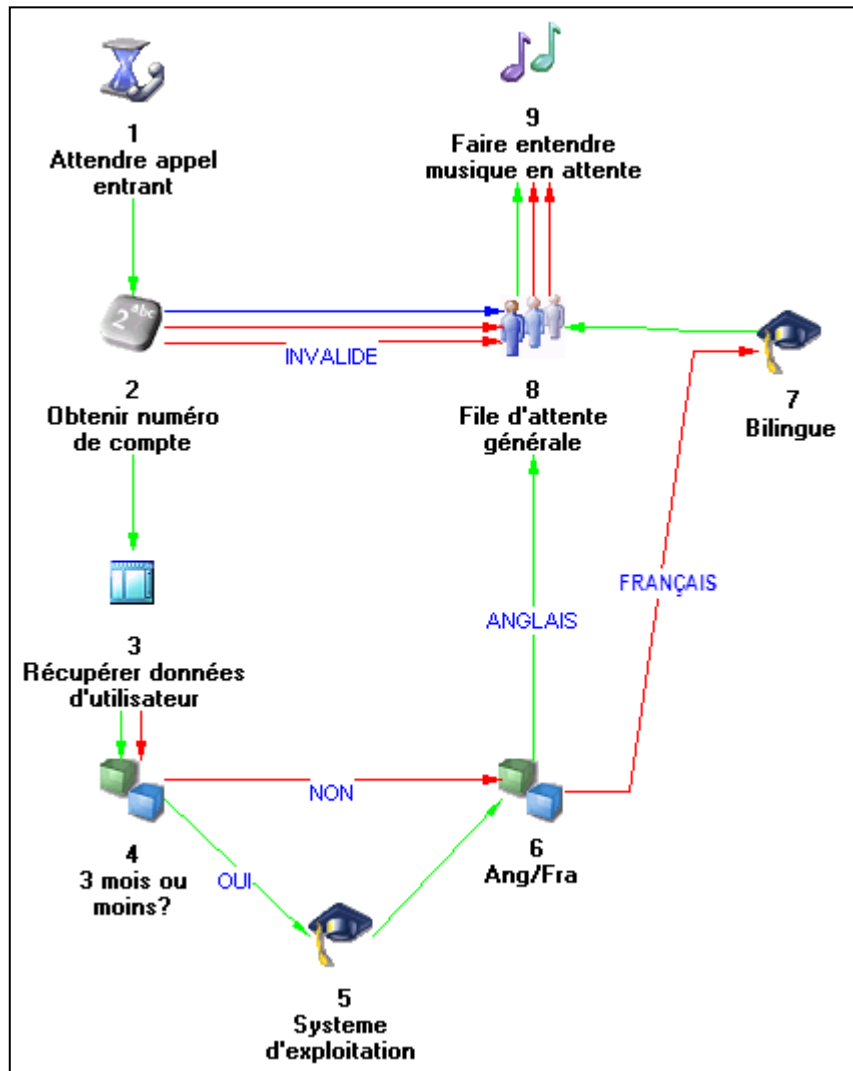 1
Attendre appel
entrant
9
Faire entendre
musique en attente
2 abc
INVALIDE
2
Obtenir numéro
de compte
8
File d'attente
générale
7
Bilingue
FRANÇAIS
ANGLAIS
3
Récupérer données
d'utilisateur
NON
4
3 mois ou
moins?
OUI
6
Ang/Fra
5
Systeme
d'exploitation